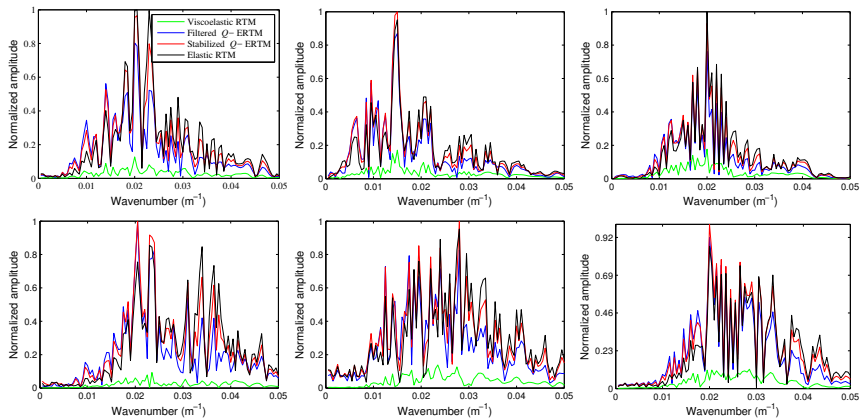 Viscoelastic RTM
Filtered Q−ERTM
Stabilized Q−ERTM
Elastic RTM
Normalized amplitude
1
0.8
0.6
0.4
0.2
0
0 0.01 0.02 0.03 0.04 0.05
Wavenumber (m⁻¹)
Normalized amplitude
1
0.8
0.6
0.4
0.2
0
0 0.01 0.02 0.03 0.04 0.05
Wavenumber (m⁻¹)
Normalized amplitude
1
0.8
0.6
0.4
0.2
0
0 0.01 0.02 0.03 0.04 0.05
Wavenumber (m⁻¹)
Normalized amplitude
1
0.8
0.6
0.4
0.2
0
0 0.01 0.02 0.03 0.04 0.05
Wavenumber (m⁻¹)
Normalized amplitude
1
0.8
0.6
0.4
0.2
0
0 0.01 0.02 0.03 0.04 0.05
Wavenumber (m⁻¹)
Normalized amplitude
0.92
0.69
0.46
0.23
0
0 0.01 0.02 0.03 0.04 0.05
Wavenumber (m⁻¹)